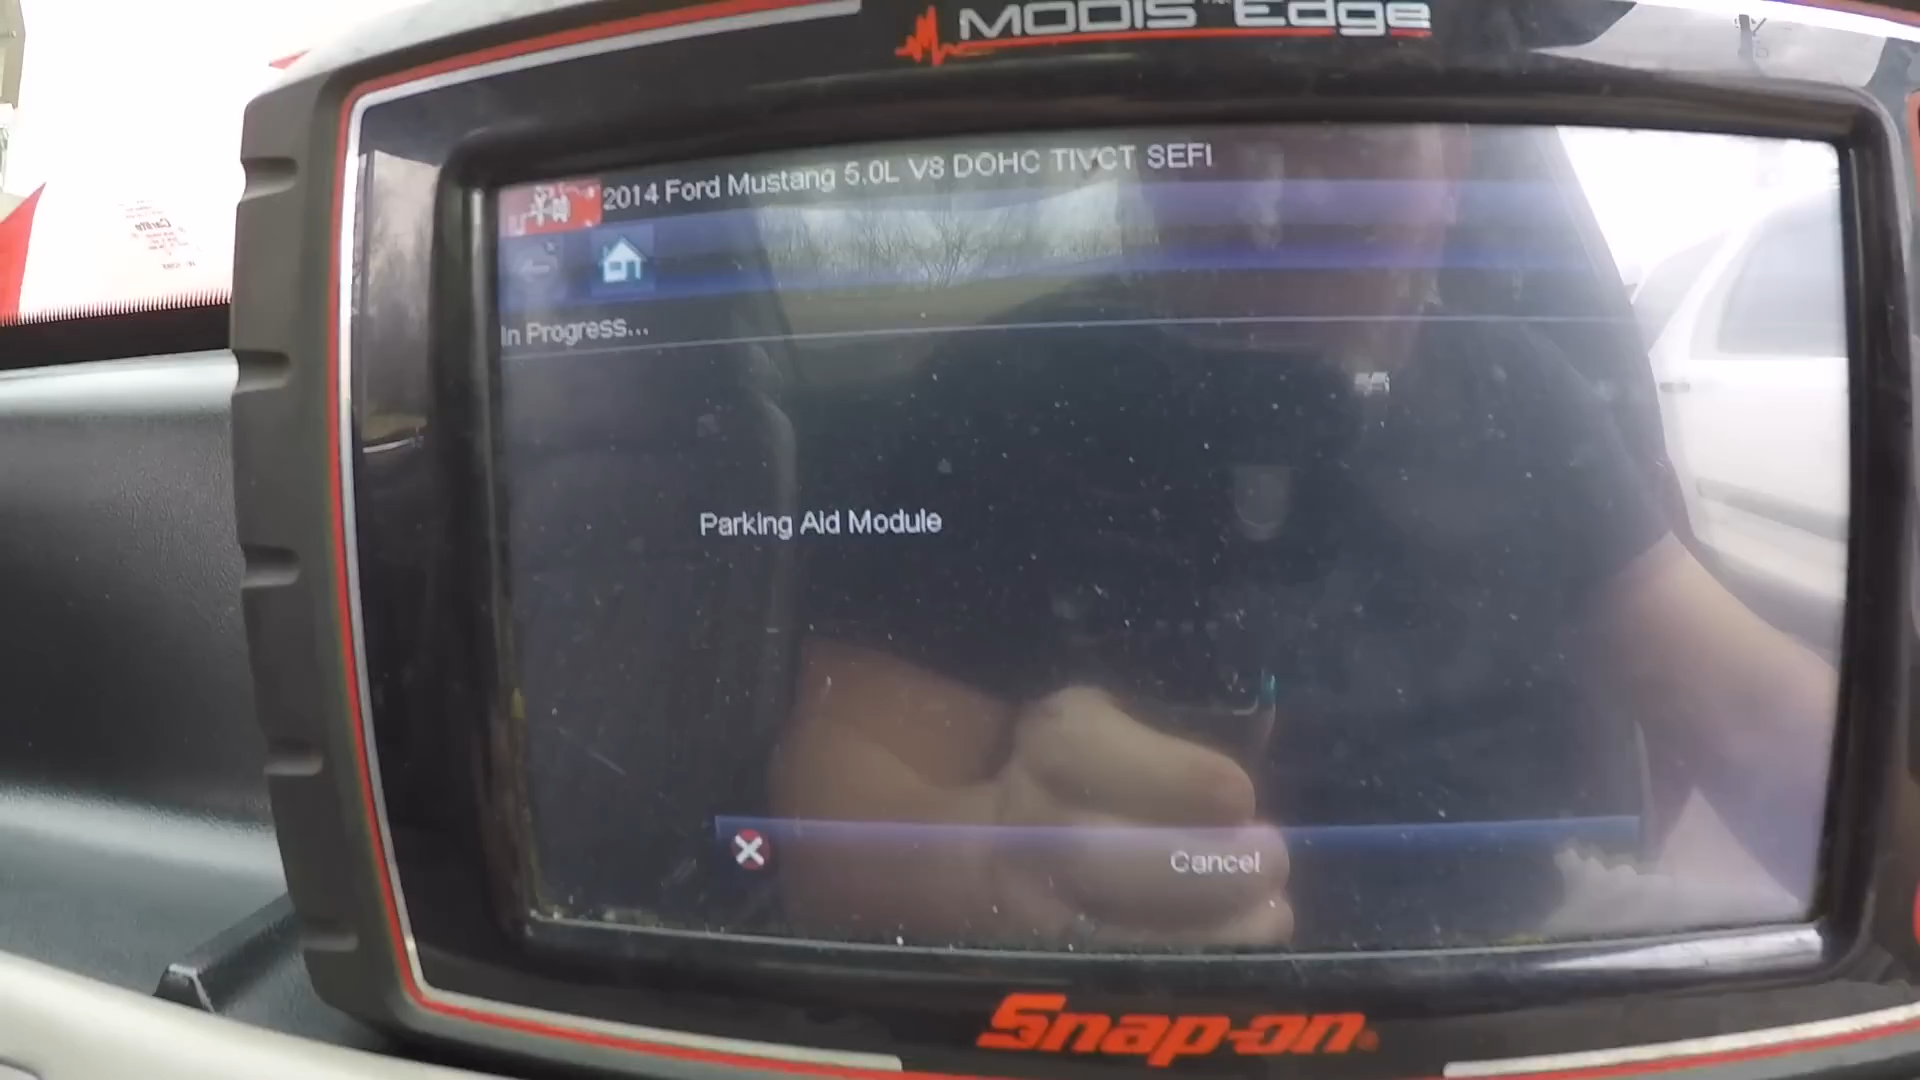 MODIS Edge
2014 Ford Mustang 5.0L V8 DOHC TIVCT SEFI
In Progress...
Parking Aid Module
Cancel
Snap-on